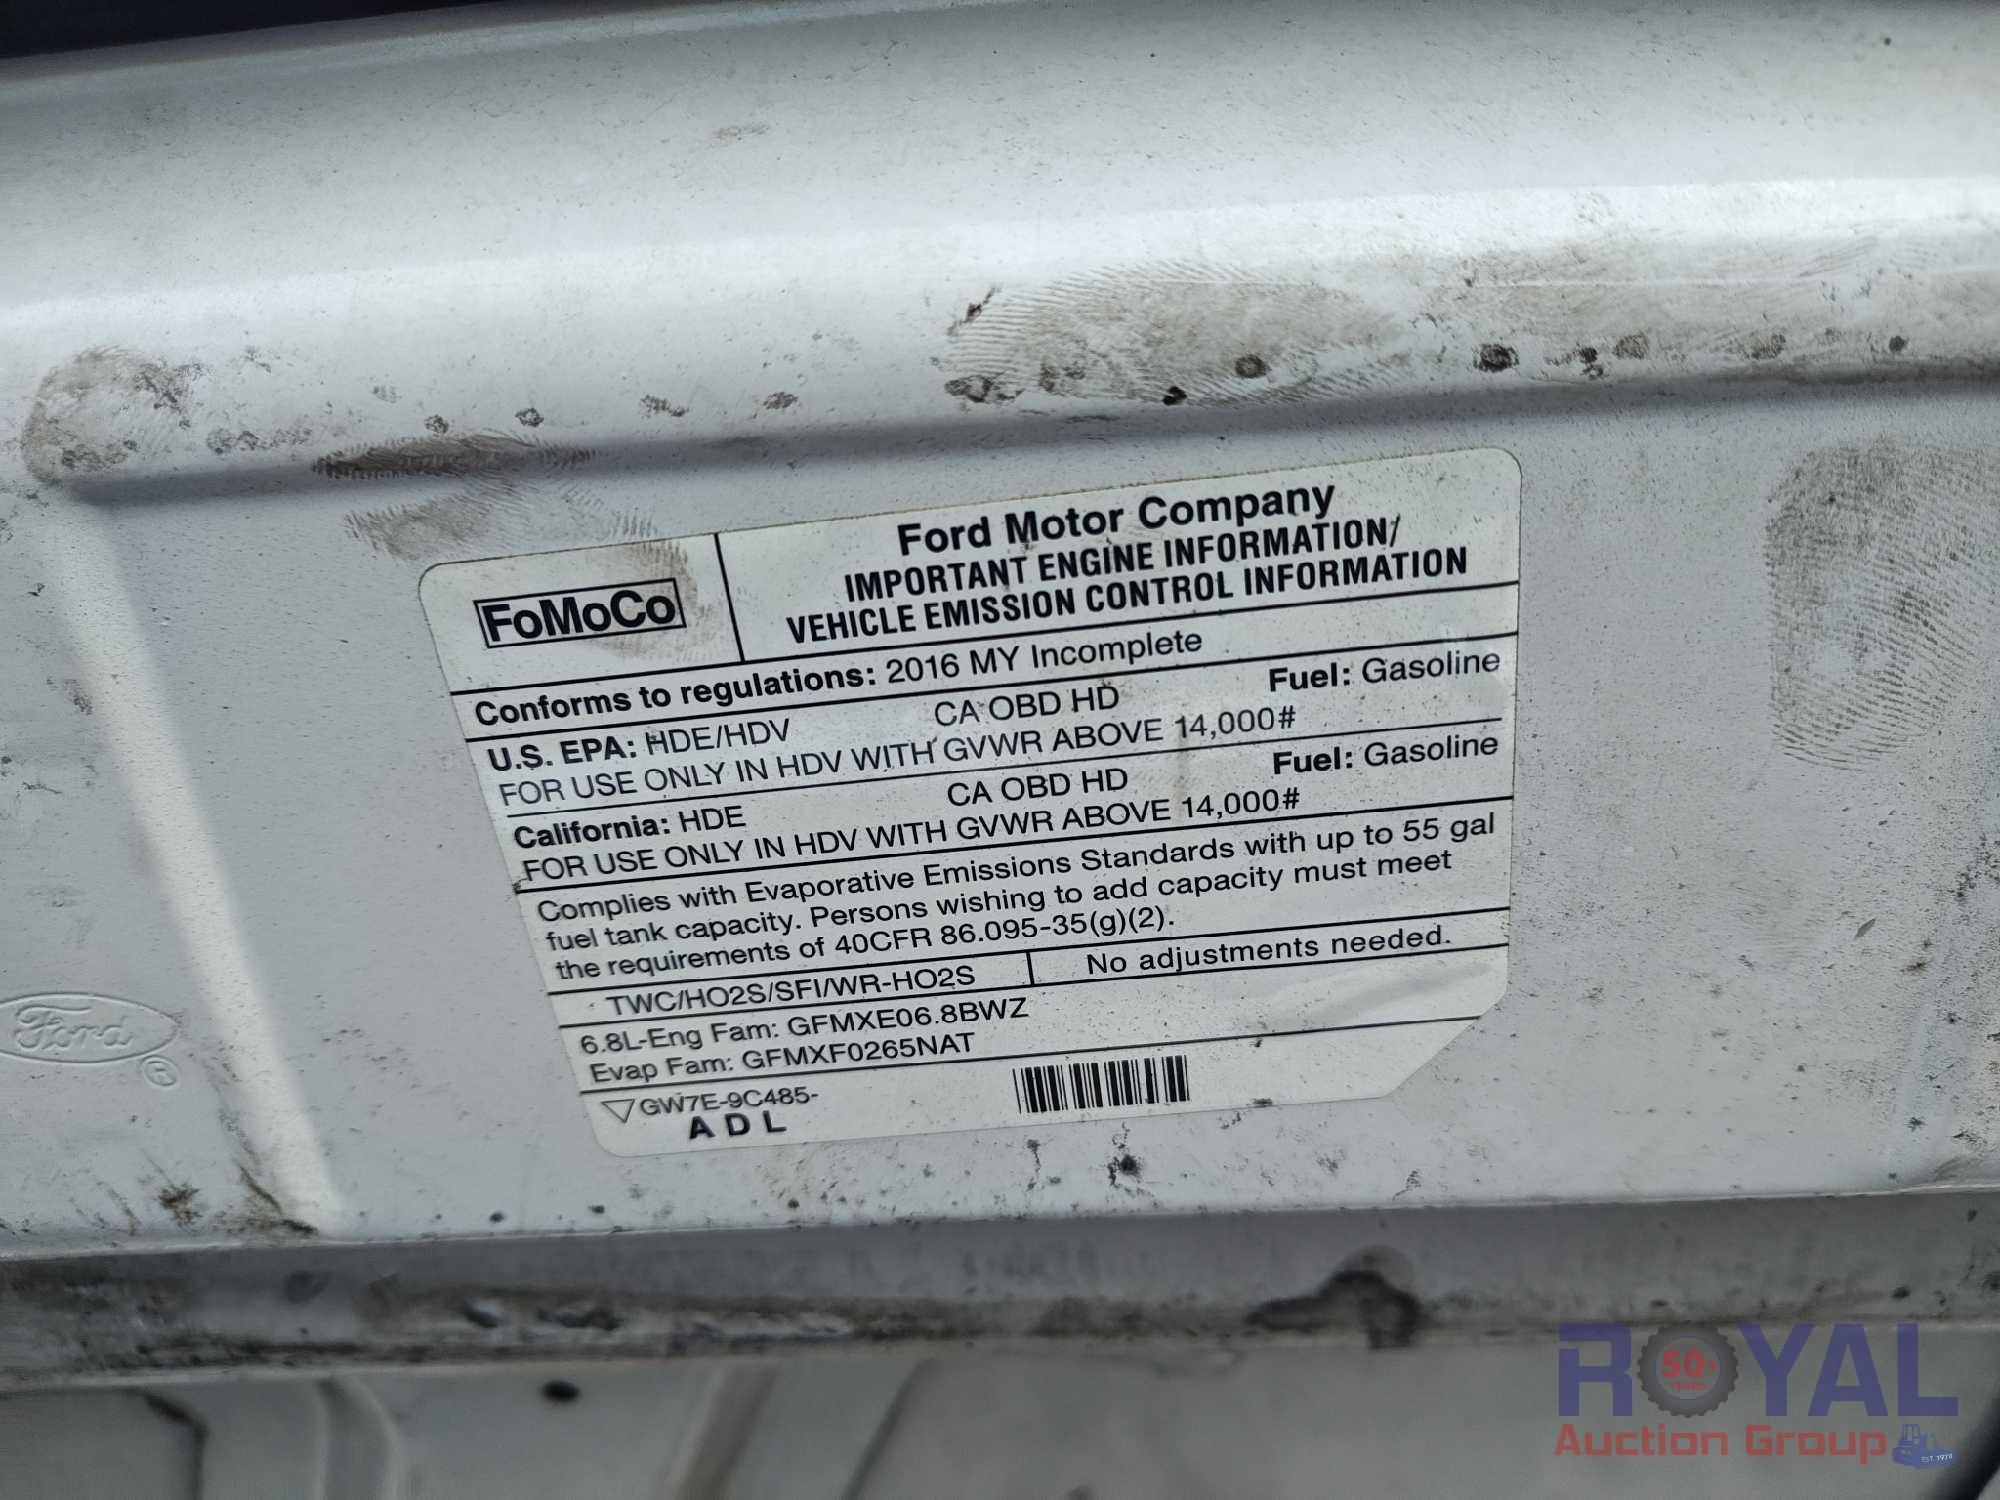 Ford Motor Company
IMPORTANT ENGINE INFORMATION/
VEHICLE EMISSION CONTROL INFORMATION
FoMoCo
Conforms to regulations: 2016 MY Incomplete
U.S. EPA: HDE/HDV CA OBD HD Fuel: Gasoline
FOR USE ONLY IN HDV WITH GVWR ABOVE 14,000#
California: HDE CA OBD HD Fuel: Gasoline
FOR USE ONLY IN HDV WITH GVWR ABOVE 14,000#
Complies with Evaporative Emissions Standards with up to 55 gal
fuel tank capacity. Persons wishing to add capacity must meet
the requirements of 40CFR 86.095-35(g)(2).
TWC/HO2S/SFI/WR-HO2S No adjustments needed.
6.8L-Eng Fam: GFMXE06.8BWZ
Evap Fam: GFMXF0265NAT
GW7E-9C485-
A D L
Ford
®
ROYAL
50+
YEARS
Auction Group
EST. 1970